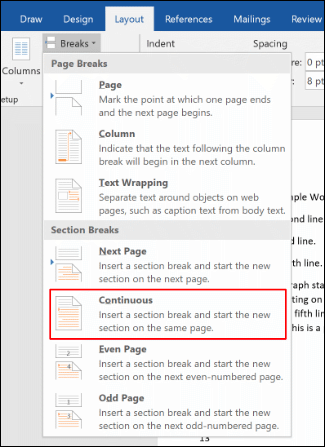 Draw Design Layout References Mailings Review
Breaks Indent Spacing
Columns
etup
Page Breaks
Page
Mark the point at which one page ends
and the next page begins.
Column
Indicate that the text following the column
break will begin in the next column.
Text Wrapping
Separate text around objects on web
pages, such as caption text from body text.
Section Breaks
Next Page
Insert a section break and start the new
section on the next page.
Continuous
Insert a section break and start the new
section on the same page.
Even Page
Insert a section break and start the new
section on the next even-numbered page.
2
4
Odd Page
Insert a section break and start the new
section on the next odd-numbered page.
1
3
re: 0 pt
8 pt
ple Wo
nd line
d line.
th line.
graph sta
ting on
fifth lin
his is a
13